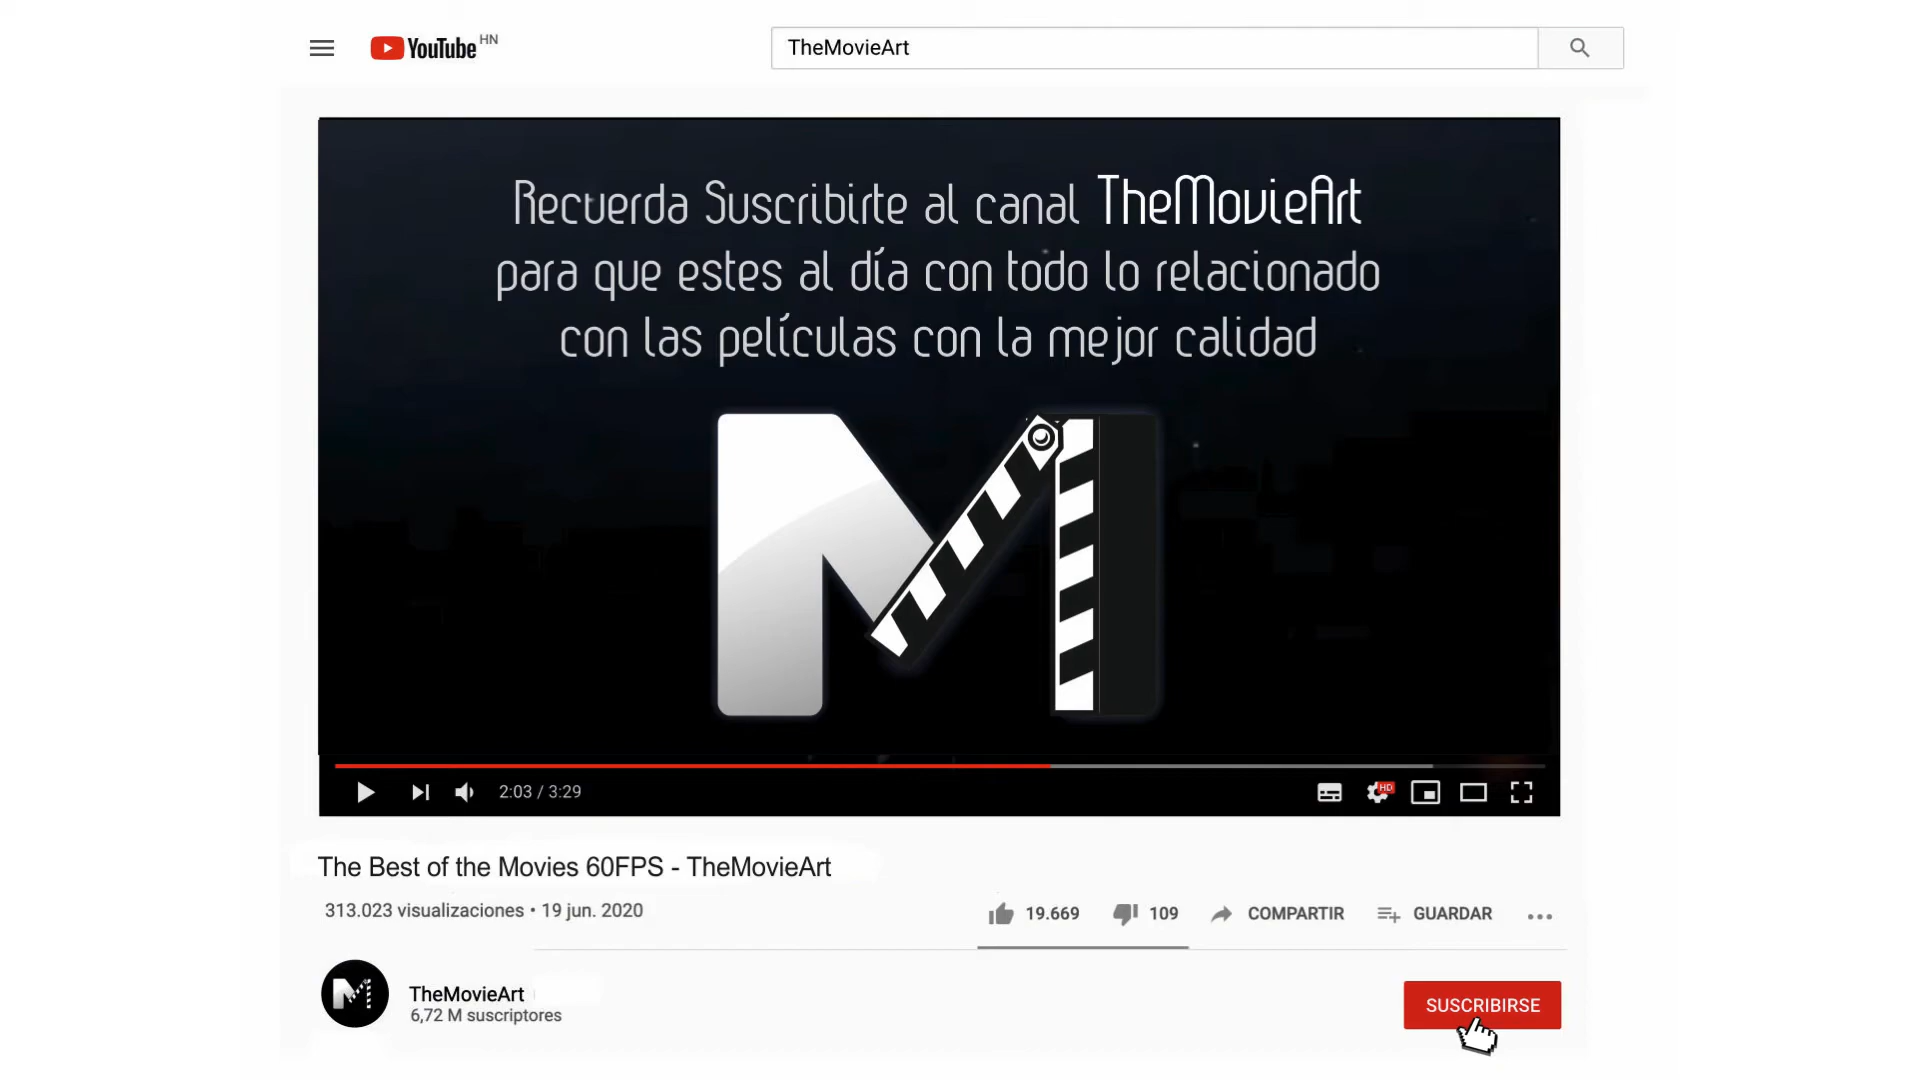 YouTube HN
TheMovieArt
Recuerda Suscribirte al canal TheMovieArt
para que estes al día con todo lo relacionado
con las películas con la mejor calidad
2:03 / 3:29
HD
The Best of the Movies 60FPS - TheMovieArt
313.023 visualizaciones • 19 jun. 2020
19.669
109
COMPARTIR
GUARDAR
TheMovieArt
6,72 M suscriptores
SUSCRIBIRSE